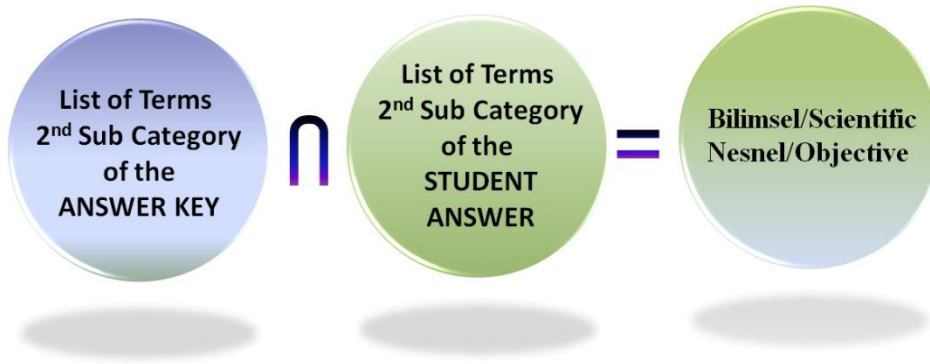 List of Terms
2nd Sub Category
of the
ANSWER KEY
∩
List of Terms
2nd Sub Category
of the
STUDENT
ANSWER
=
Bilimsel/Scientific
Nesnel/Objective